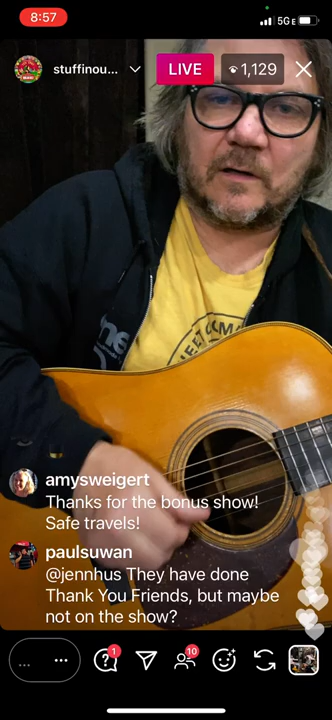 8:57
5G E
stuffinou...
LIVE
1,129
amysweigert
Thanks for the bonus show!
Safe travels!
paulsuwan
@jennhus They have done
Thank You Friends, but maybe
not on the show?
...
1
10